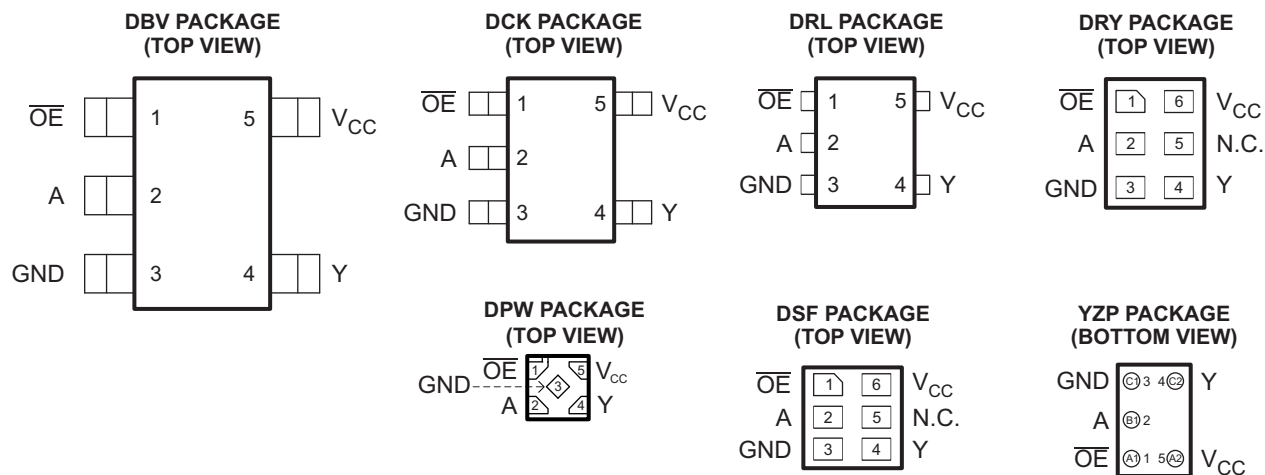 DBV PACKAGE
(TOP VIEW)
OE
A
GND
1
2
3
5
4
VCC
Y
DCK PACKAGE
(TOP VIEW)
OE
A
GND
1
2
3
5
4
VCC
Y
DRL PACKAGE
(TOP VIEW)
OE
A
GND
1
2
3
5
4
VCC
Y
DRY PACKAGE
(TOP VIEW)
OE 1 6 VCC
A 2 5 N.C.
GND 3 4 Y
DPW PACKAGE
(TOP VIEW)
OE 1 5 VCC
GND 3
A 2 4 Y
DSF PACKAGE
(TOP VIEW)
OE 1 6 VCC
A 2 5 N.C.
GND 3 4 Y
YZP PACKAGE
(BOTTOM VIEW)
GND C1 3 4 C2 Y
A B1 2
OE A1 1 5 A2 VCC